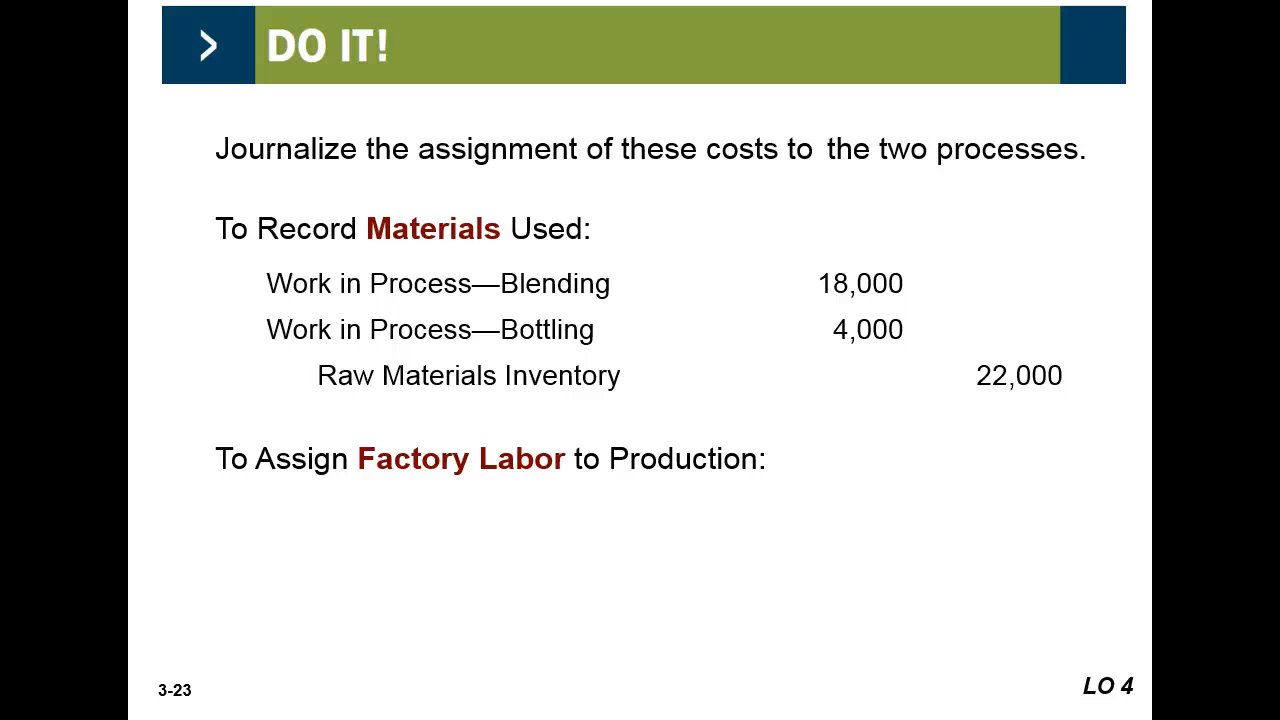 > DO IT!
Journalize the assignment of these costs to the two processes.
To Record Materials Used:
Work in Process—Blending 18,000
Work in Process—Bottling 4,000
Raw Materials Inventory 22,000
To Assign Factory Labor to Production:
3-23 LO 4